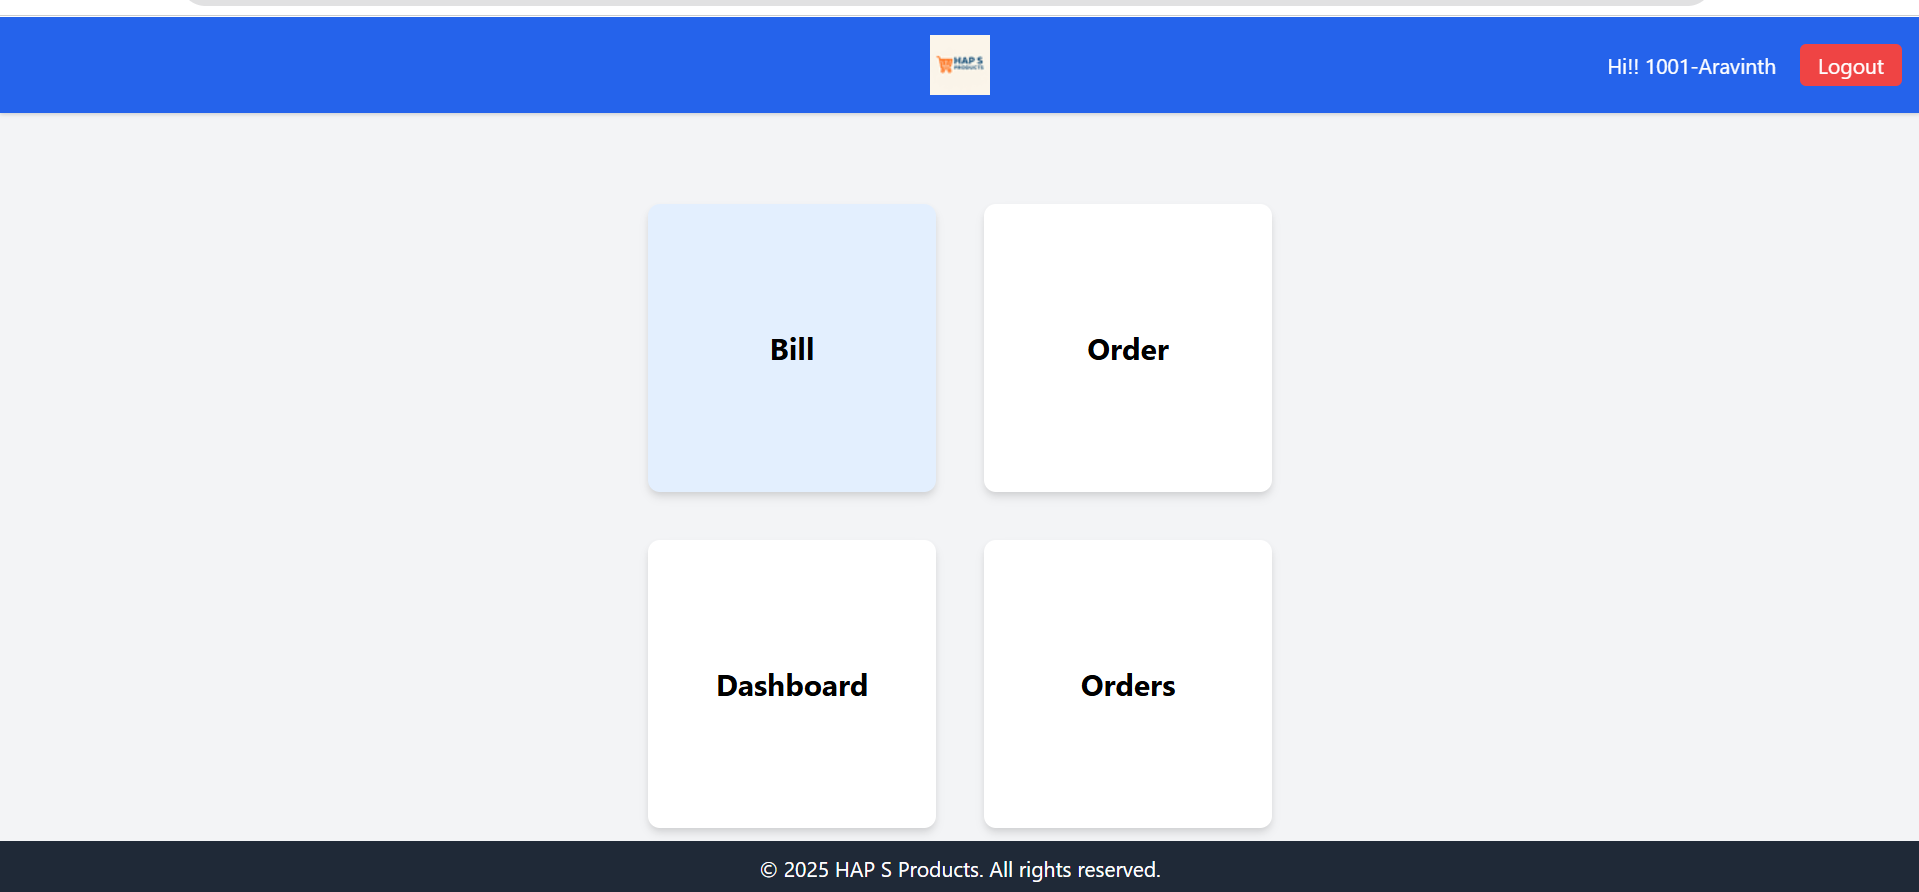 HAP S
PRODUCTS
Hi!! 1001-Aravinth
Logout
Bill
Order
Dashboard
Orders
© 2025 HAP S Products. All rights reserved.